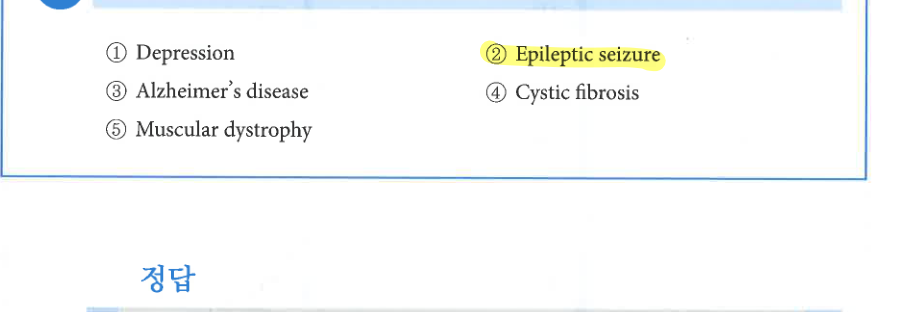 ① Depression
② Epileptic seizure
③ Alzheimer's disease
④ Cystic fibrosis
⑤ Muscular dystrophy
정답